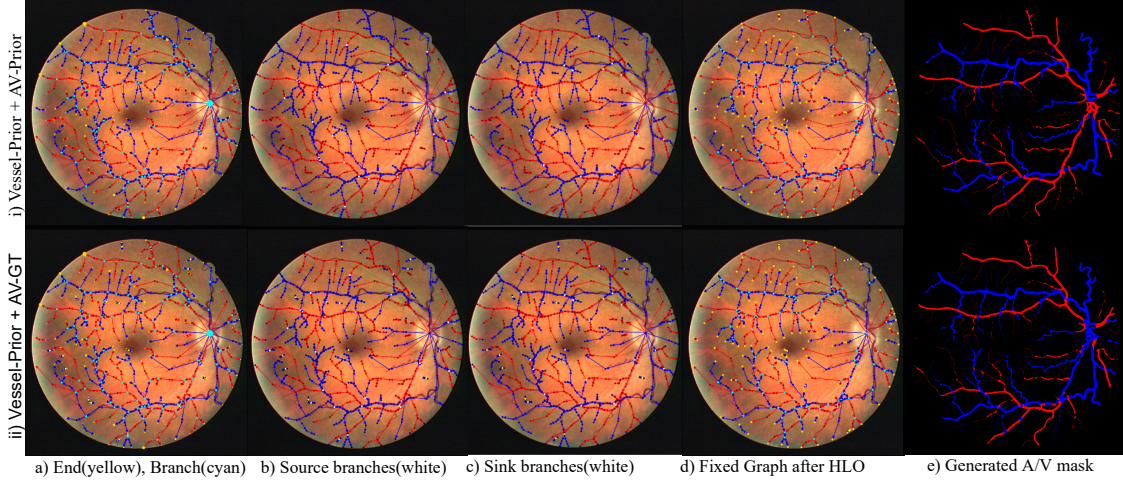 i) Vessel-Prior + AV-Prior
ii) Vessel-Prior + AV-GT
a) End(yellow), Branch(cyan)
b) Source branches(white)
c) Sink branches(white)
d) Fixed Graph after HLO
e) Generated A/V mask